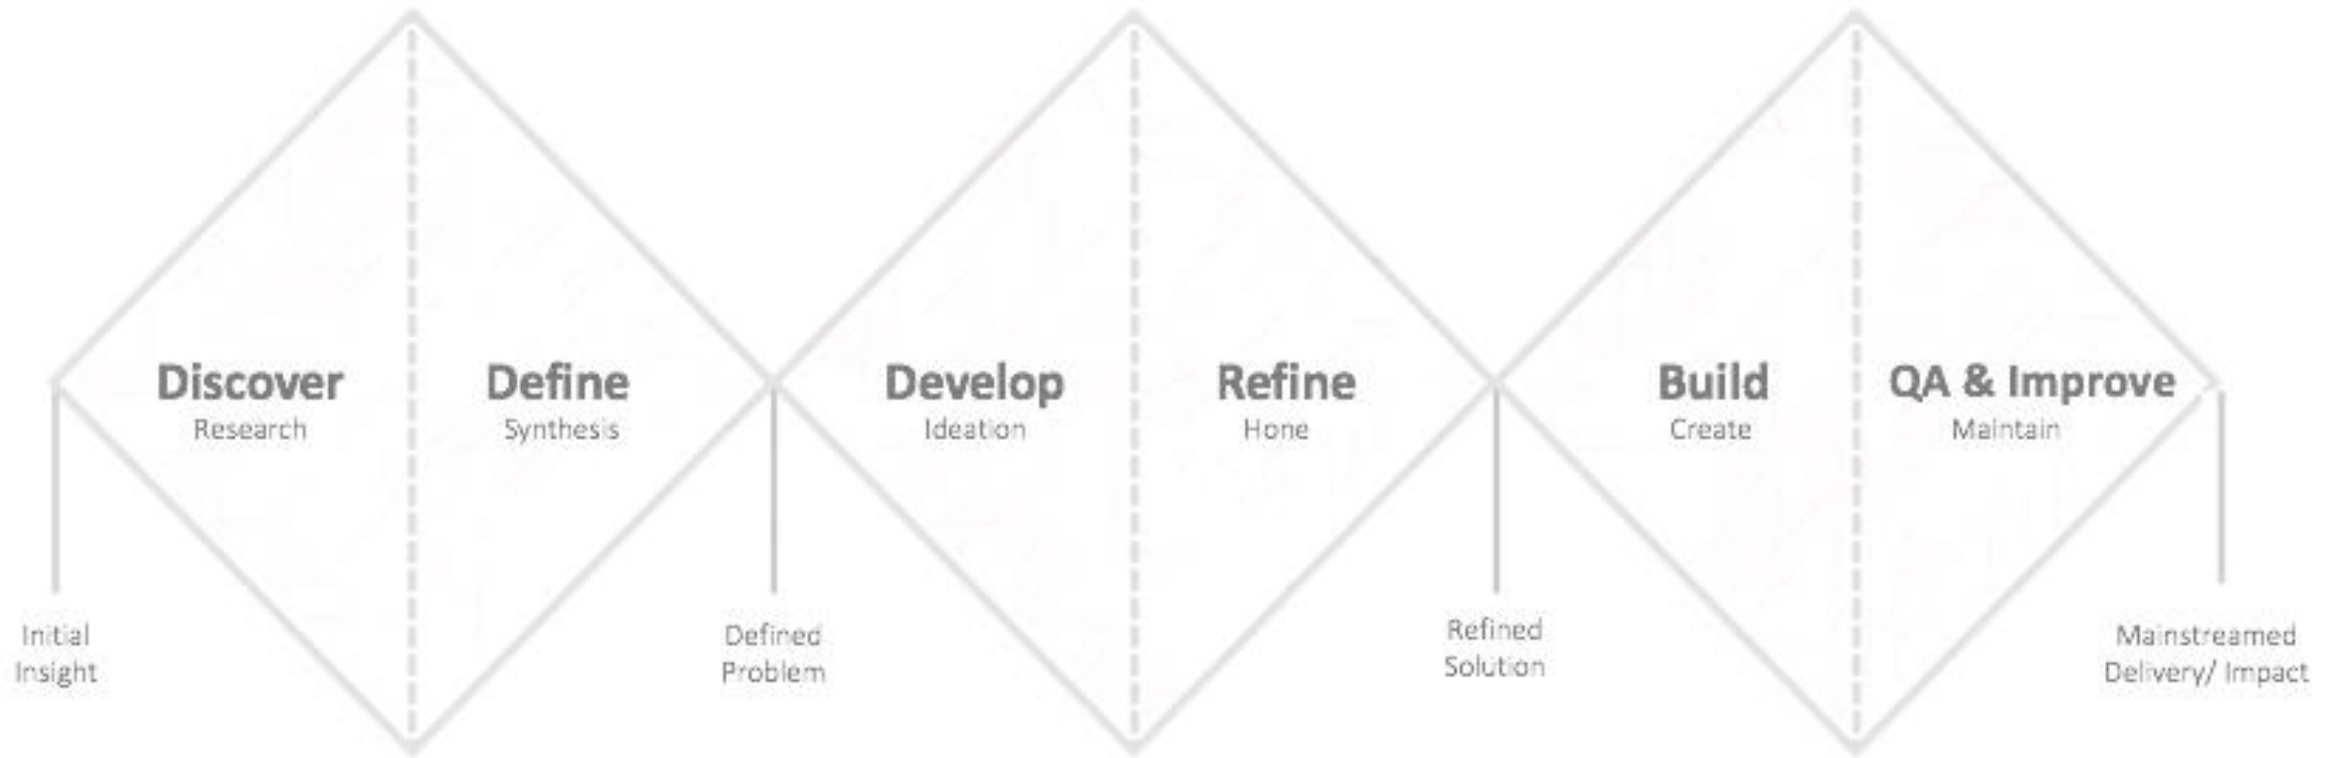 Discover
Research
Define
Synthesis
Develop
Ideation
Refine
Hone
Build
Create
QA & Improve
Maintain
Initial
Insight
Defined
Problem
Refined
Solution
Mainstreamed
Delivery/ Impact